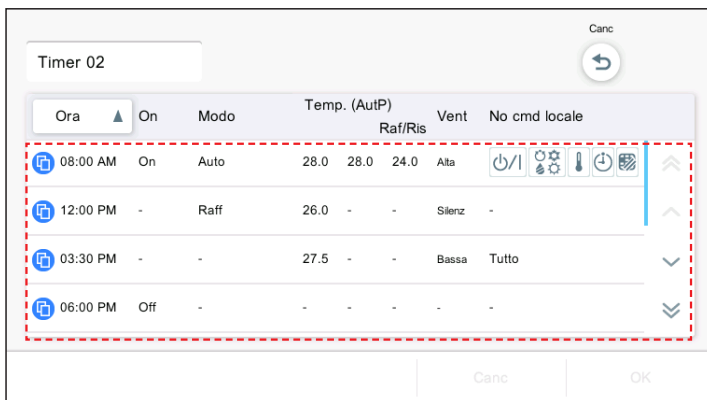 Canc
Timer 02
Ora On Modo Temp. (AutP) Raf/Ris Vent No cmd locale
08:00 AM On Auto 28.0 28.0 24.0 Alta
12:00 PM - Raff 26.0 - - Silenz -
03:30 PM - - 27.5 - - Bassa Tutto
06:00 PM Off - - - - - -
Canc OK